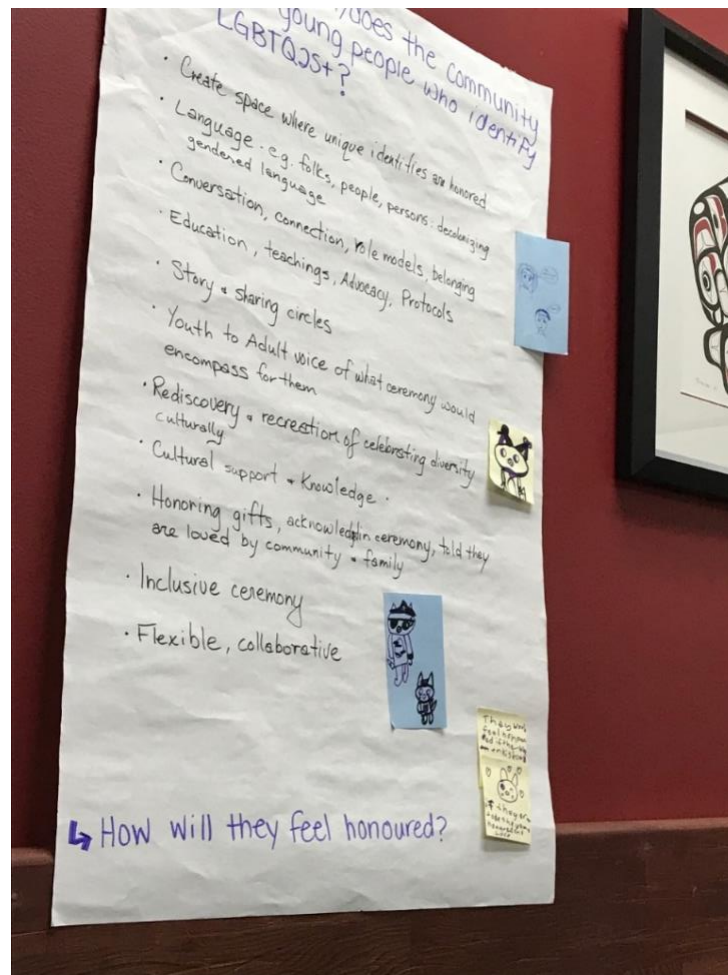 does the community
young people who identify
LGBTQ2S+?
· Create space where unique identities are honored
· Language · e.g. folks, people, persons: decolonizing
gendered language
· Conversation, connection, role models, belonging
· Education, teachings, Advocacy, Protocols
· Story & sharing circles
· Youth to Adult voice of what ceremony would
encompass for them
· Rediscovery & recreation of celebrating diversity
culturally
· Cultural support & Knowledge ·
· Honoring gifts, acknowledgin ceremony, told they
are loved by community & family
· Inclusive ceremony
· Flexible, collaborative
↳ How will they feel honoured?